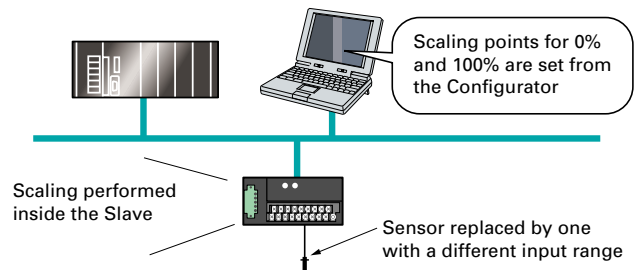 Scaling points for 0%
and 100% are set from
the Configurator
Scaling performed
inside the Slave
Sensor replaced by one
with a different input range